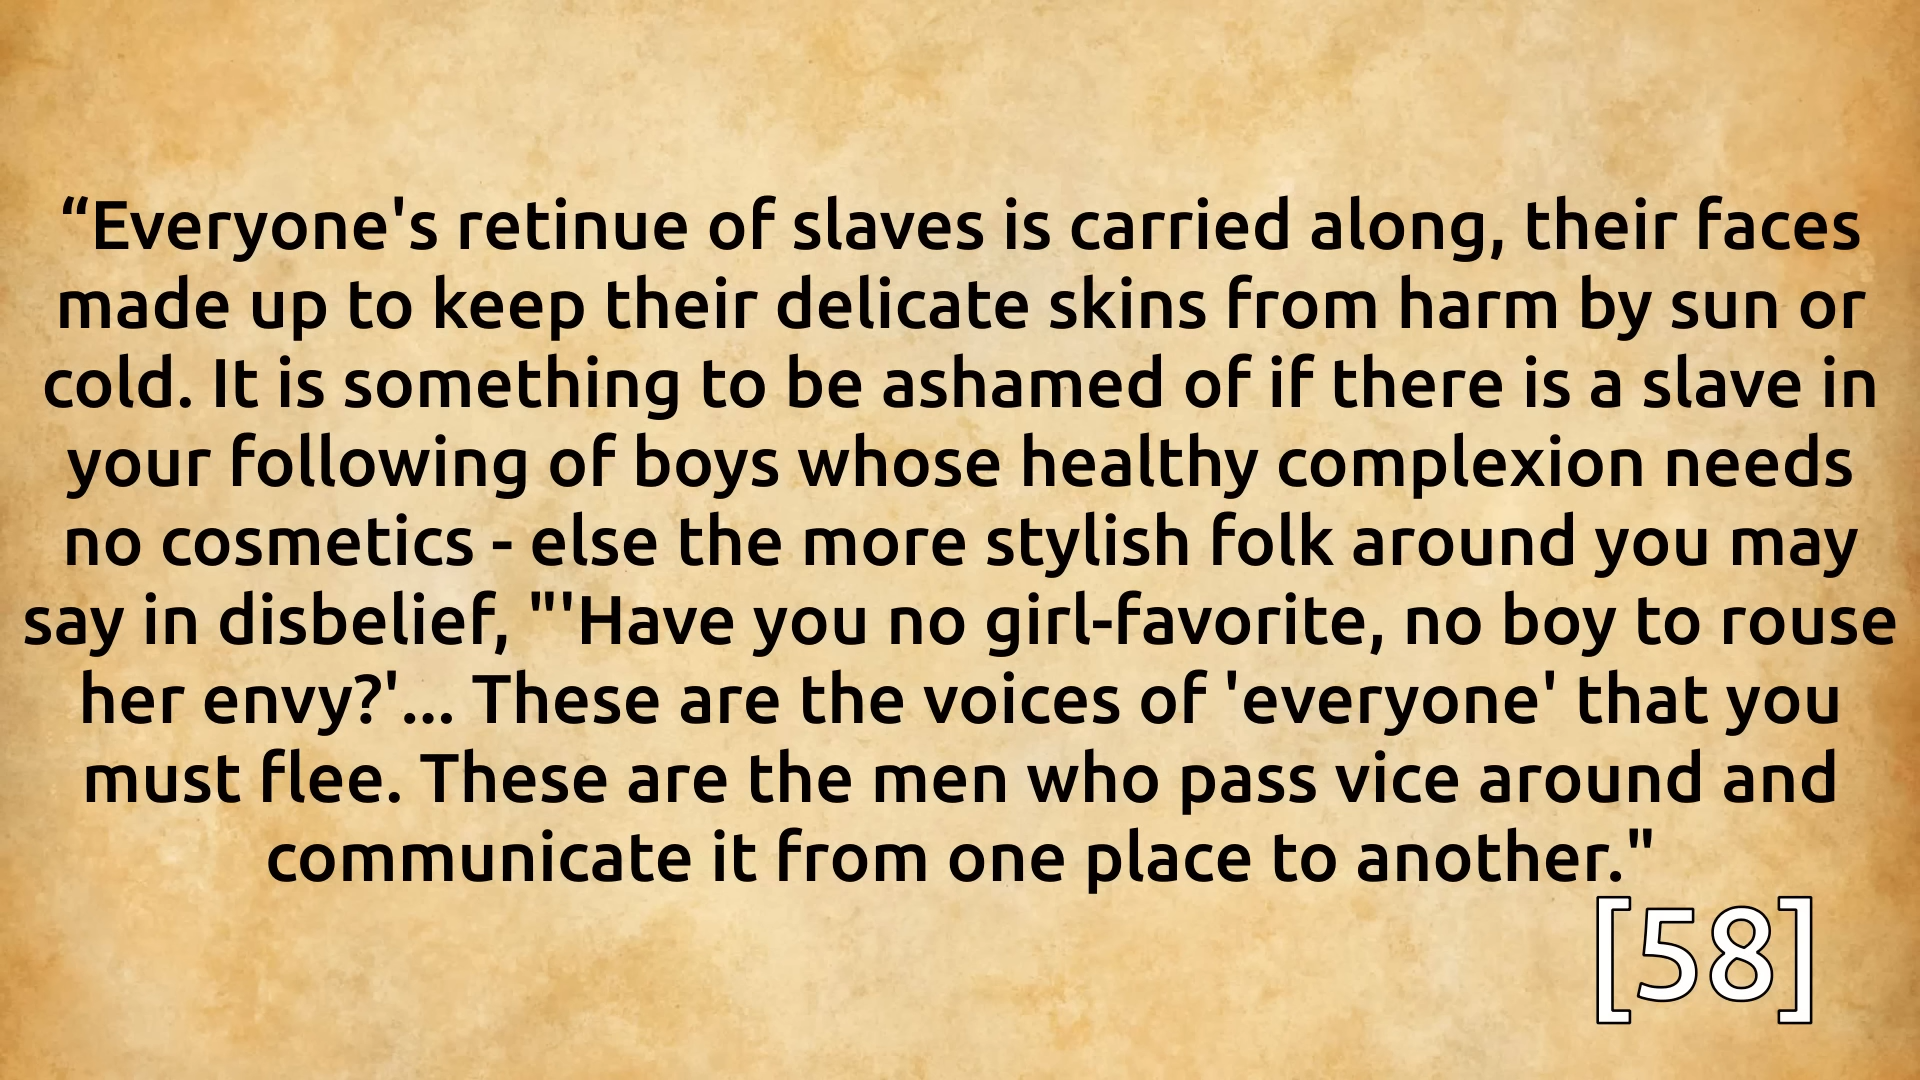 “Everyone's retinue of slaves is carried along, their faces
made up to keep their delicate skins from harm by sun or
cold. It is something to be ashamed of if there is a slave in
your following of boys whose healthy complexion needs
no cosmetics - else the more stylish folk around you may
say in disbelief, "'Have you no girl-favorite, no boy to rouse
her envy?'... These are the voices of 'everyone' that you
must flee. These are the men who pass vice around and
communicate it from one place to another."
[58]